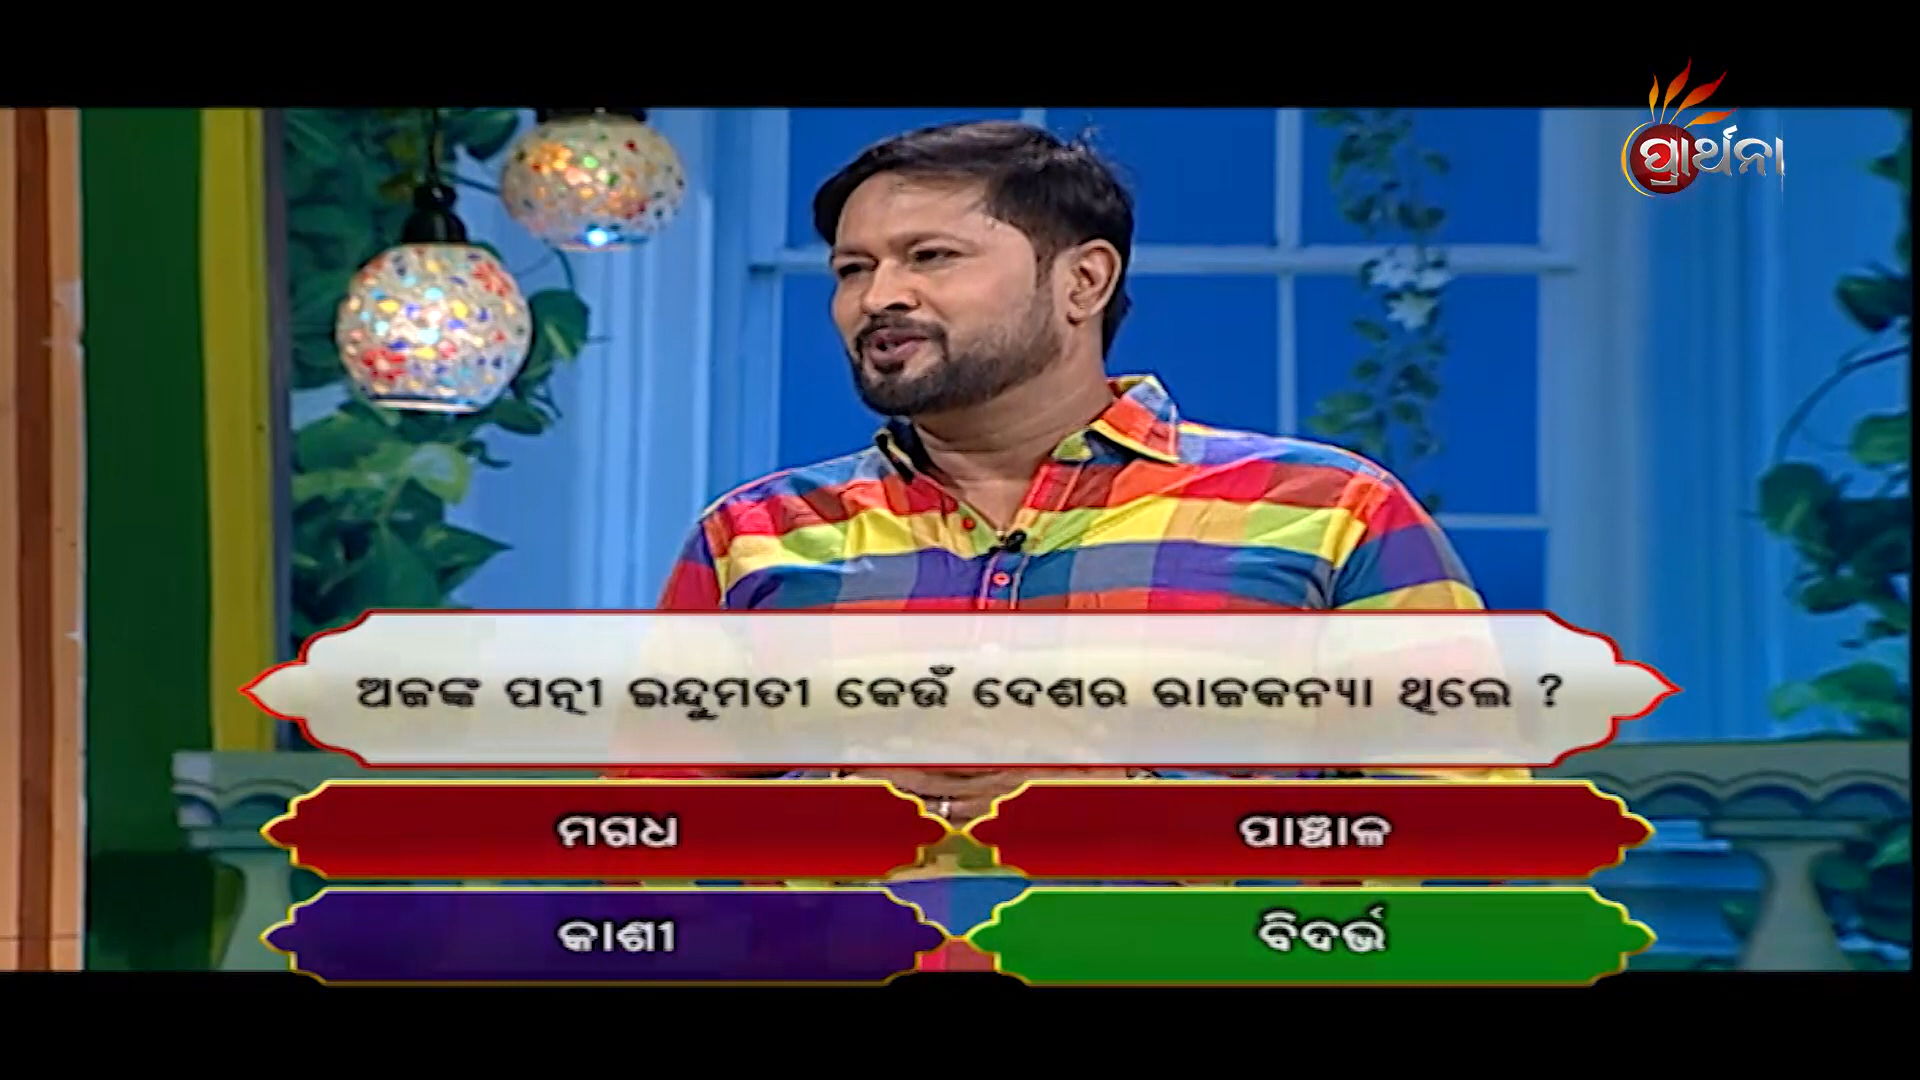 ପ୍ରାର୍ଥନା
ଅଜଙ୍କ ପତ୍ନୀ ଇନ୍ଦୁମତୀ କେଉଁ ଦେଶର ରାଜକନ୍ୟା ଥିଲେ ?
ମଗଧ
ପାଞ୍ଚାଳ
କାଶୀ
ବିଦର୍ଭ